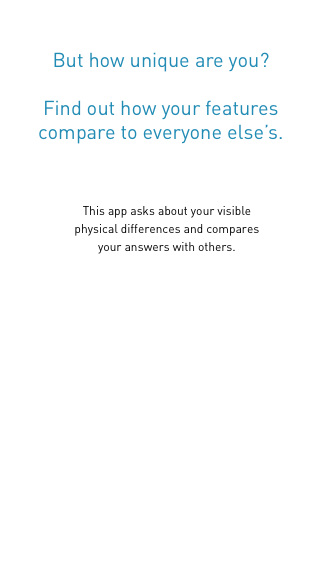 But how unique are you?
Find out how your features
compare to everyone else's.
This app asks about your visible
physical differences and compares
your answers with others.